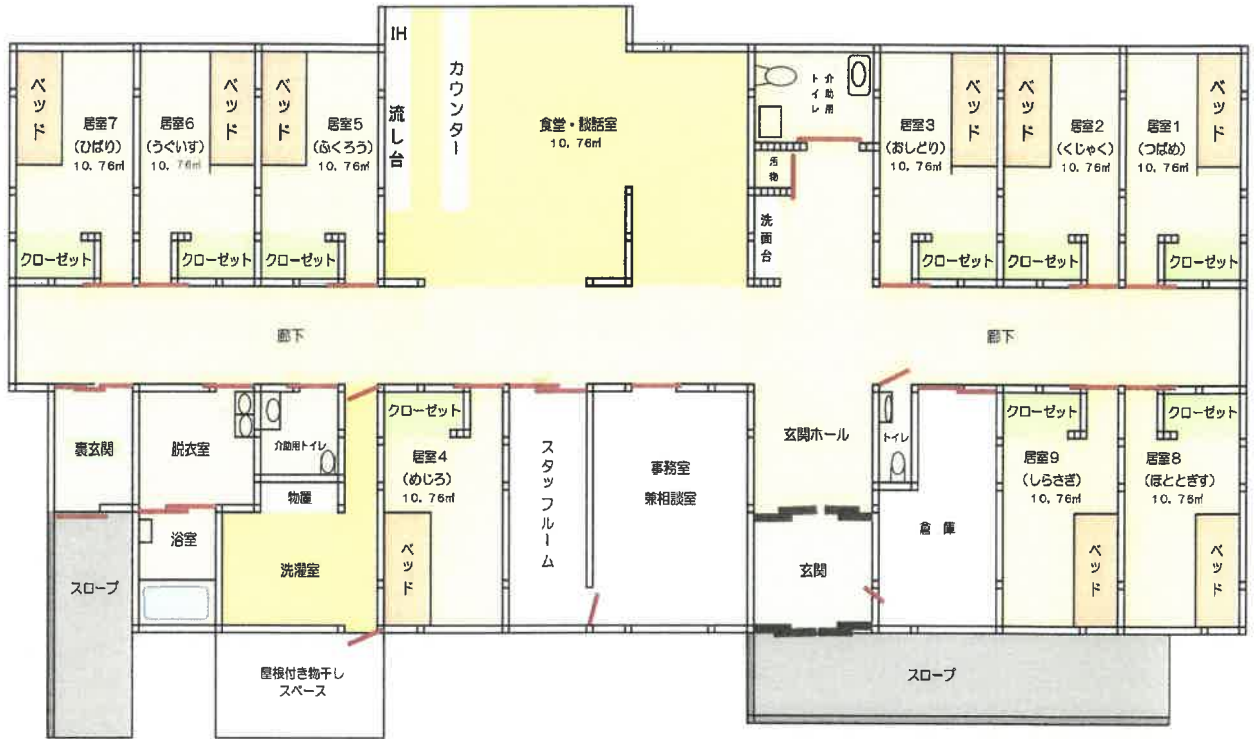 ベッド
居室7
(ひばり)
10.76㎡
クローゼット
居室6
(うぐいす)
10.76㎡
ベッド
クローゼット
ベッド
居室5
(ふくろう)
10.76㎡
クローゼット
IH
流し台
カウンター
食堂・談話室
10.76㎡
介助用
トイレ
汚物
洗面台
居室3
(おしどり)
10.76㎡
ベッド
クローゼット
ベッド
居室2
(くじゃく)
10.76㎡
クローゼット
居室1
(つばめ)
10.76㎡
ベッド
クローゼット
廊下
廊下
裏玄関
脱衣室
介助用トイレ
物置
浴室
洗濯室
スロープ
屋根付き物干し
スペース
クローゼット
居室4
(めじろ)
10.76㎡
ベッド
スタッフルーム
事務室
兼相談室
玄関ホール
玄関
トイレ
倉庫
クローゼット
居室9
(しらさぎ)
10.76㎡
ベッド
クローゼット
居室8
(ほととぎす)
10.76㎡
ベッド
スロープ